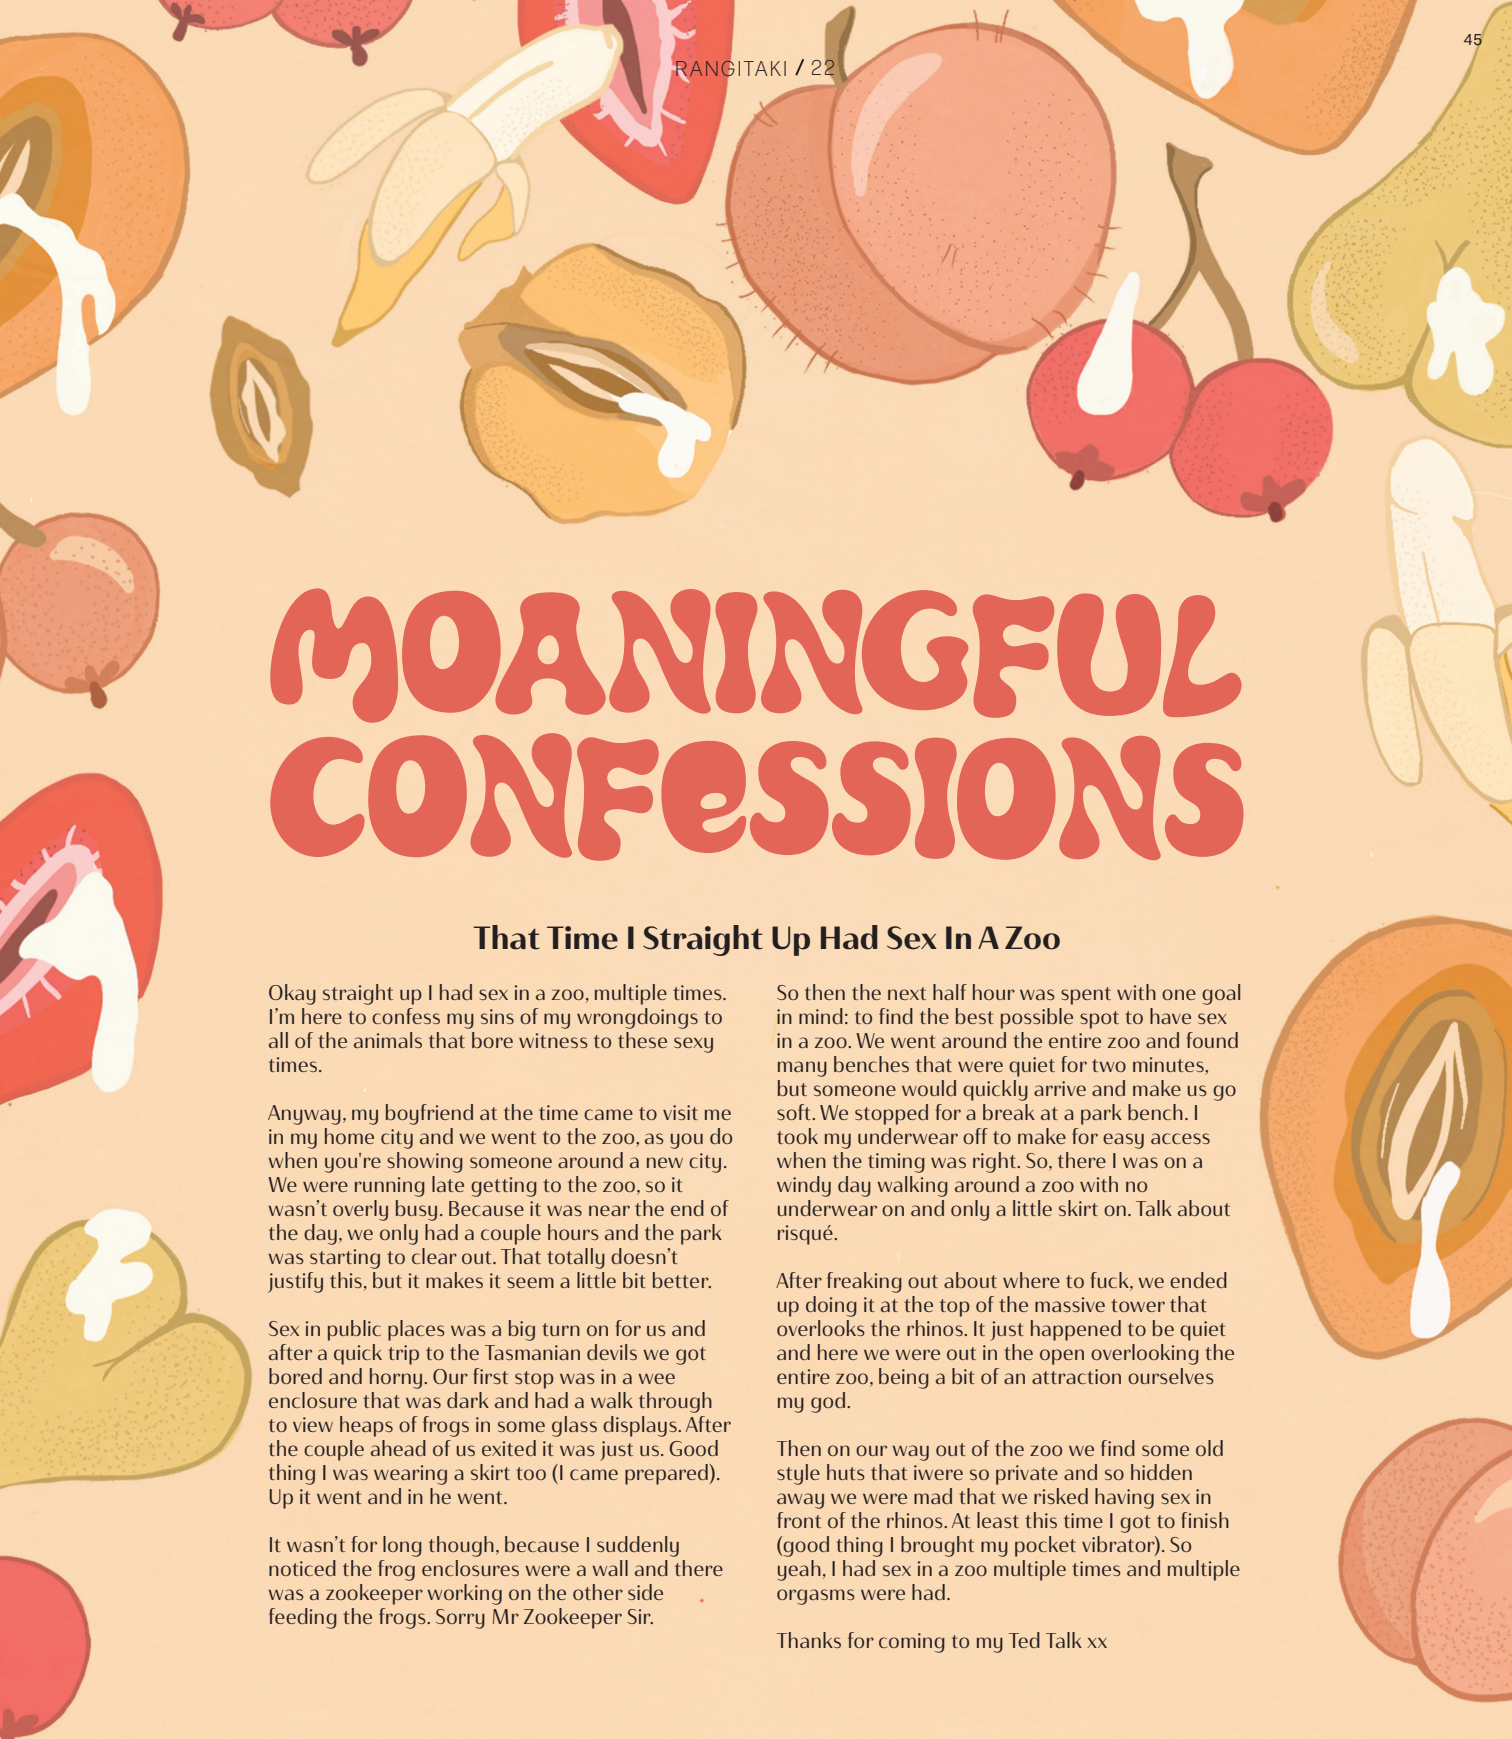 45
RANGITAKI / 22
MOANINGFUL
CONFeSSIONS
That Time I Straight Up Had Sex In A Zoo
Okay straight up I had sex in a zoo, multiple times.
I'm here to confess my sins of my wrongdoings to
all of the animals that bore witness to these sexy
times.
Anyway, my boyfriend at the time came to visit me
in my home city and we went to the zoo, as you do
when you're showing someone around a new city.
We were running late getting to the zoo, so it
wasn't overly busy. Because it was near the end of
the day, we only had a couple hours and the park
was starting to clear out. That totally doesn't
justify this, but it makes it seem a little bit better.
Sex in public places was a big turn on for us and
after a quick trip to the Tasmanian devils we got
bored and horny. Our first stop was in a wee
enclosure that was dark and had a walk through
to view heaps of frogs in some glass displays. After
the couple ahead of us exited it was just us. Good
thing I was wearing a skirt too (I came prepared).
Up it went and in he went.
It wasn't for long though, because I suddenly
noticed the frog enclosures were a wall and there
was a zookeeper working on the other side
feeding the frogs. Sorry Mr Zookeeper Sir.
So then the next half hour was spent with one goal
in mind: to find the best possible spot to have sex
in a zoo. We went around the entire zoo and found
many benches that were quiet for two minutes,
but someone would quickly arrive and make us go
soft. We stopped for a break at a park bench. I
took my underwear off to make for easy access
when the timing was right. So, there I was on a
windy day walking around a zoo with no
underwear on and only a little skirt on. Talk about
risqué.
After freaking out about where to fuck, we ended
up doing it at the top of the massive tower that
overlooks the rhinos. It just happened to be quiet
and here we were out in the open overlooking the
entire zoo, being a bit of an attraction ourselves
my god.
Then on our way out of the zoo we find some old
style huts that iwere so private and so hidden
away we were mad that we risked having sex in
front of the rhinos. At least this time I got to finish
(good thing I brought my pocket vibrator). So
yeah, I had sex in a zoo multiple times and multiple
orgasms were had.
Thanks for coming to my Ted Talk xx